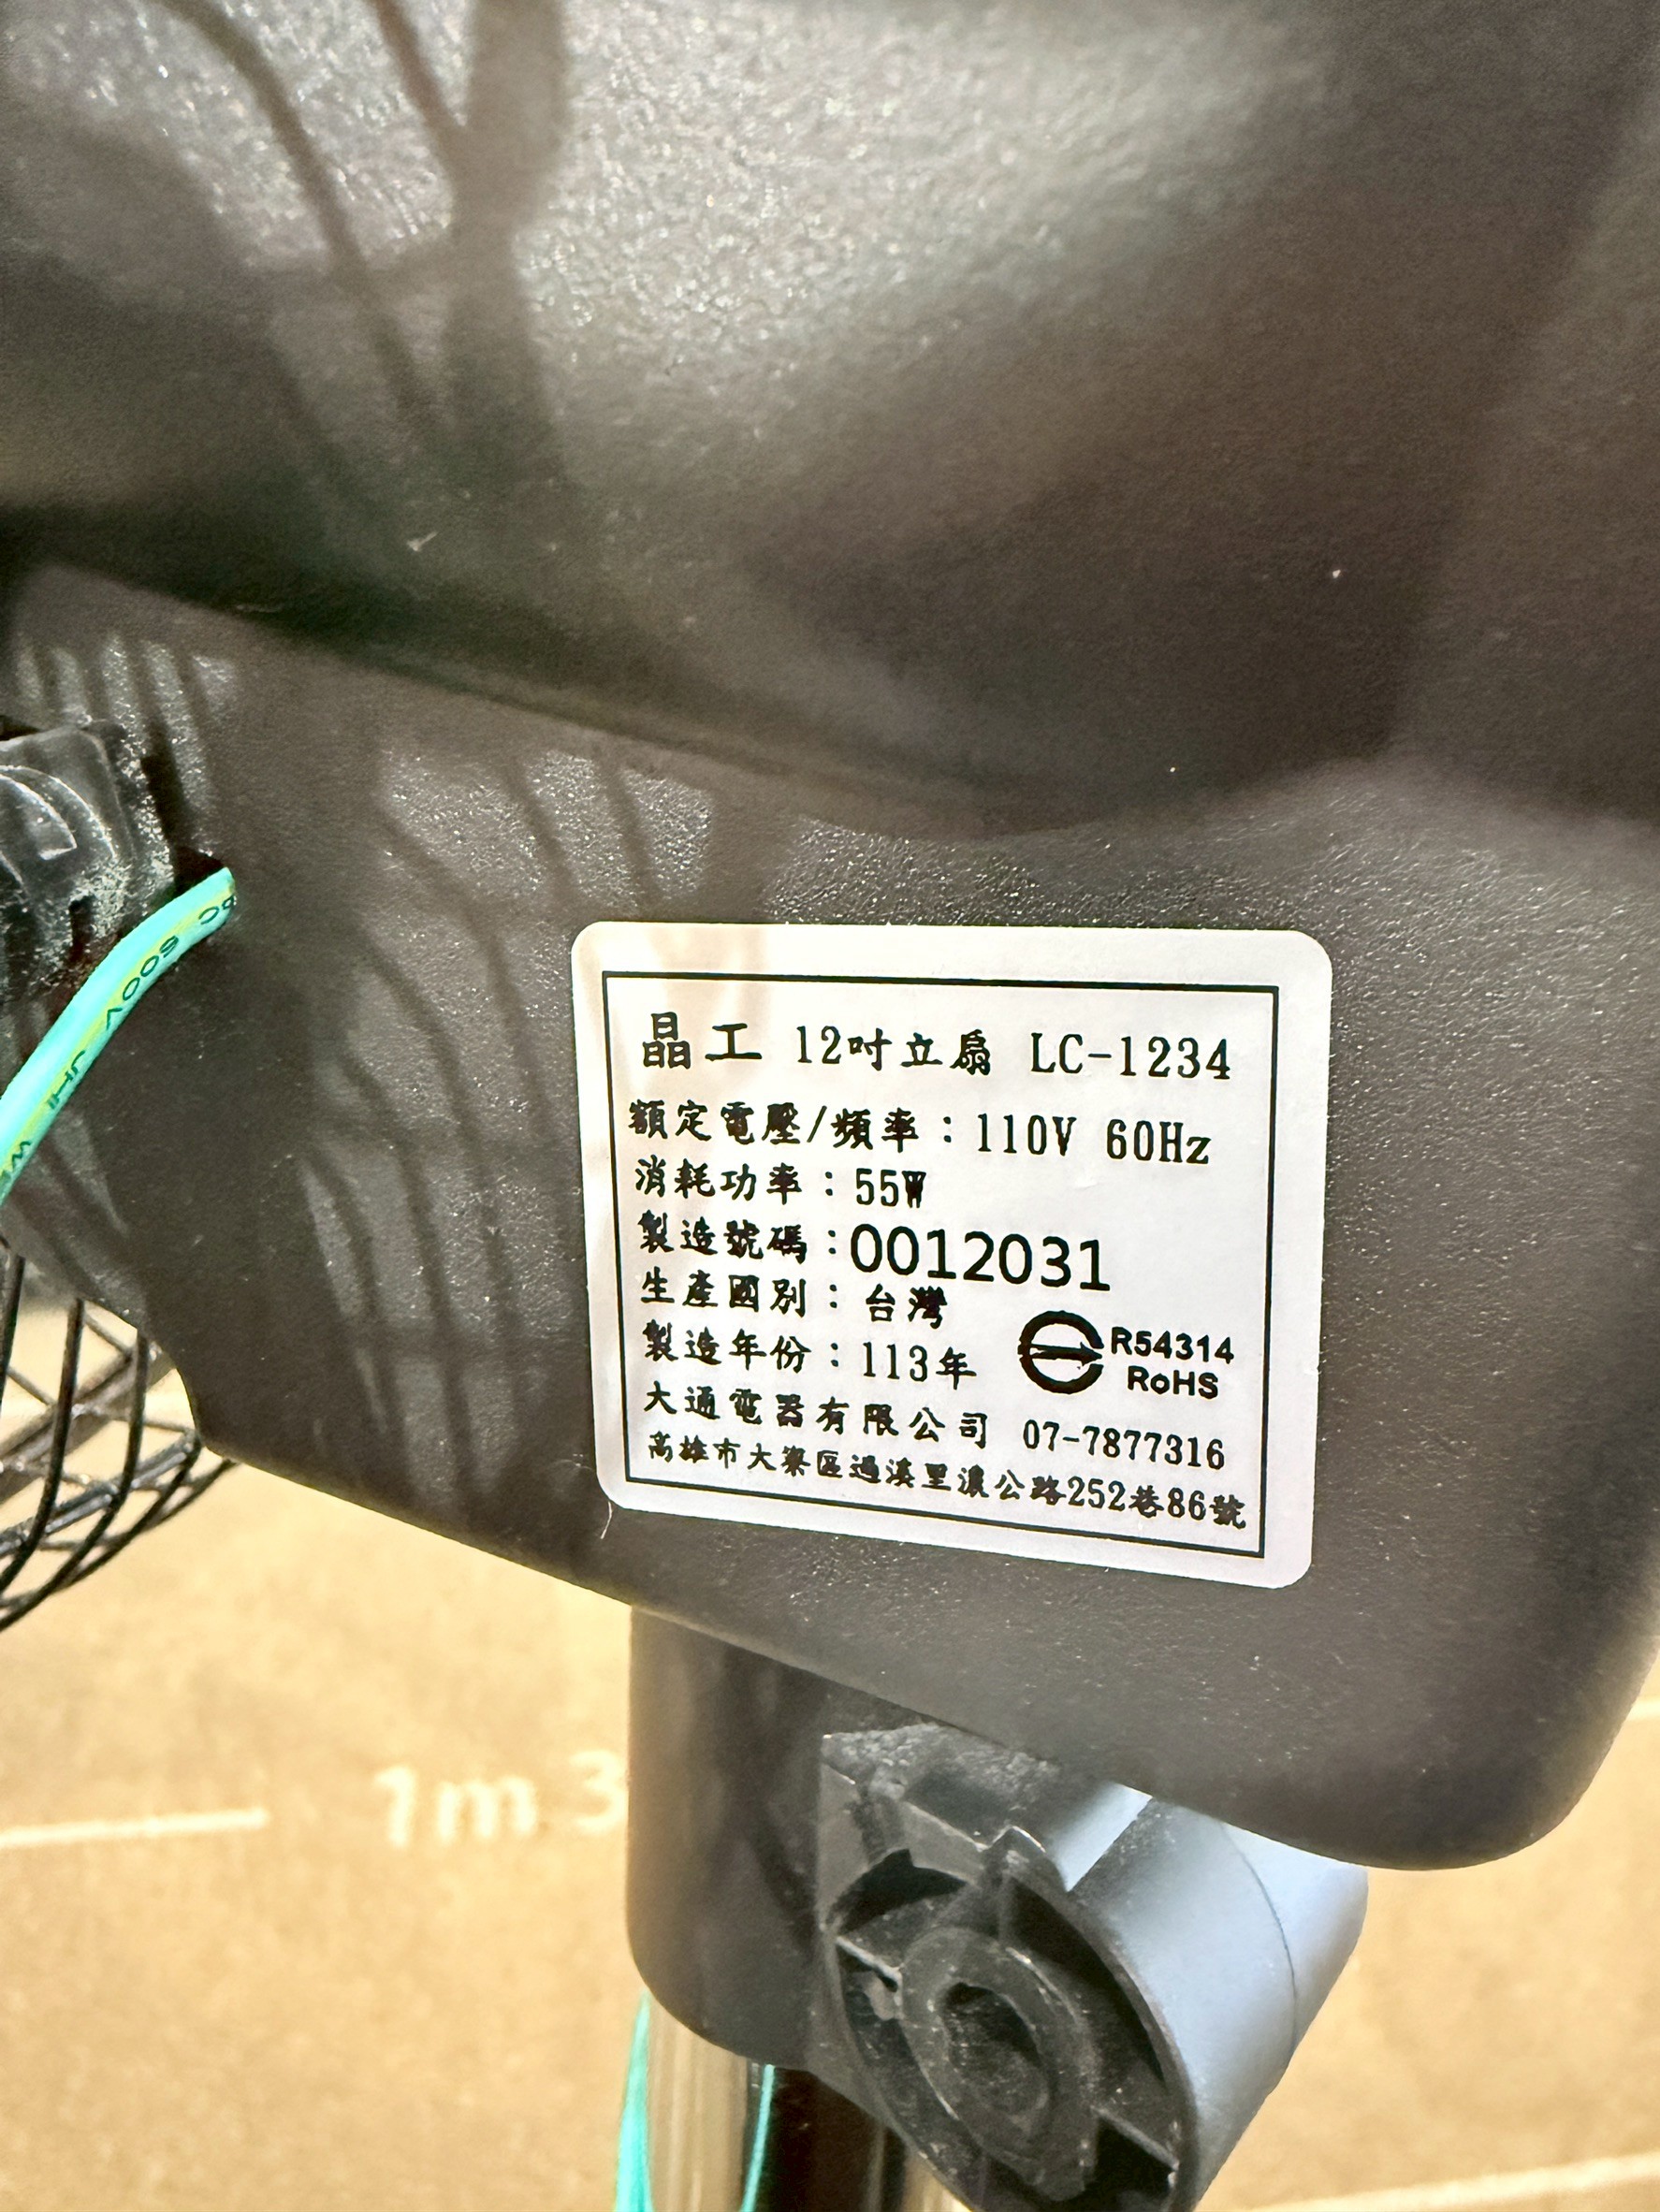 晶工 12吋立扇 LC-1234
額定電壓/頻率：110V 60Hz
消耗功率：55W
製造號碼：0012031
生產國別：台灣
製造年份：113年
R54314
RoHS
大通電器有限公司 07-7877316
高雄市大寮區過溪里濃公路252巷86號
600V
1m 3